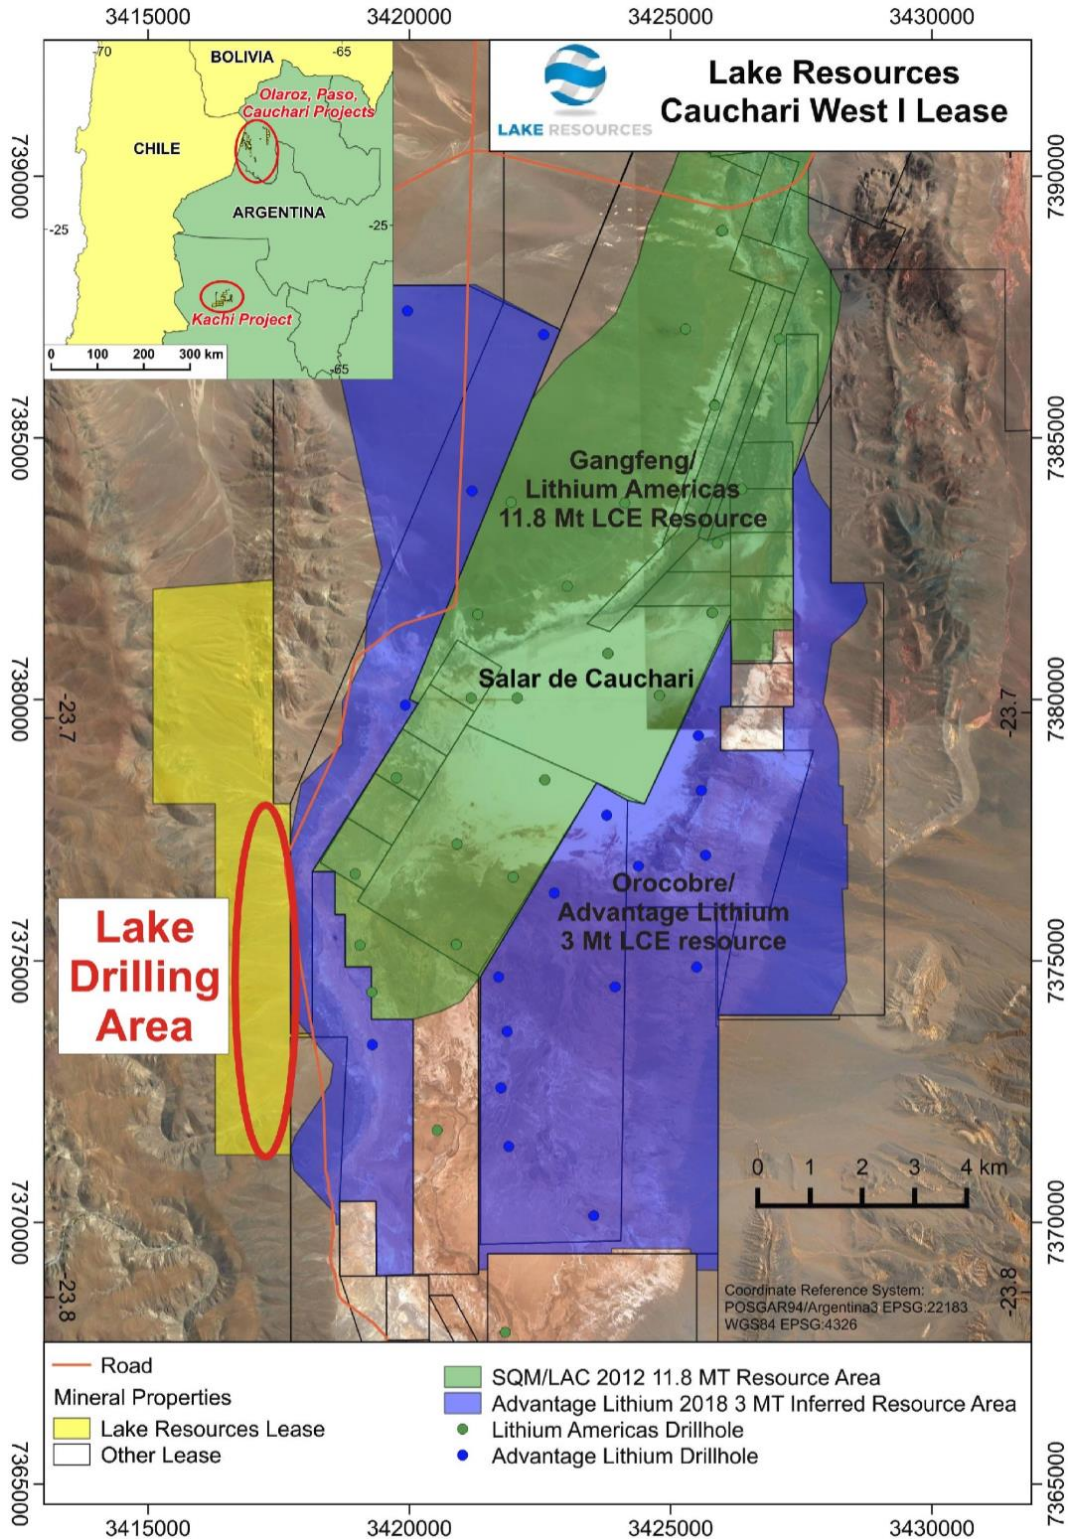 3415000
3420000
3425000
3430000
-70
BOLIVIA
-65
Olaroz, Paso,
Cauchari Projects
CHILE
ARGENTINA
-25
-25
Kachi Project
0 100 200 300 km
-65
LAKE RESOURCES
Lake Resources
Cauchari West I Lease
7390000
7390000
7385000
7385000
Gangfeng/
Lithium Americas
11.8 Mt LCE Resource
Salar de Cauchari
7380000
7380000
-23.7
-23.7
Orocobre/
Advantage Lithium
3 Mt LCE resource
Lake
Drilling
Area
7375000
7375000
0 1 2 3 4 km
7370000
7370000
-23.8
-23.8
Coordinate Reference System:
POSGAR94/Argentina3 EPSG:22183
WGS84 EPSG:4326
Road
Mineral Properties
Lake Resources Lease
Other Lease
SQM/LAC 2012 11.8 MT Resource Area
Advantage Lithium 2018 3 MT Inferred Resource Area
Lithium Americas Drillhole
Advantage Lithium Drillhole
7365000
7365000
3415000
3420000
3425000
3430000